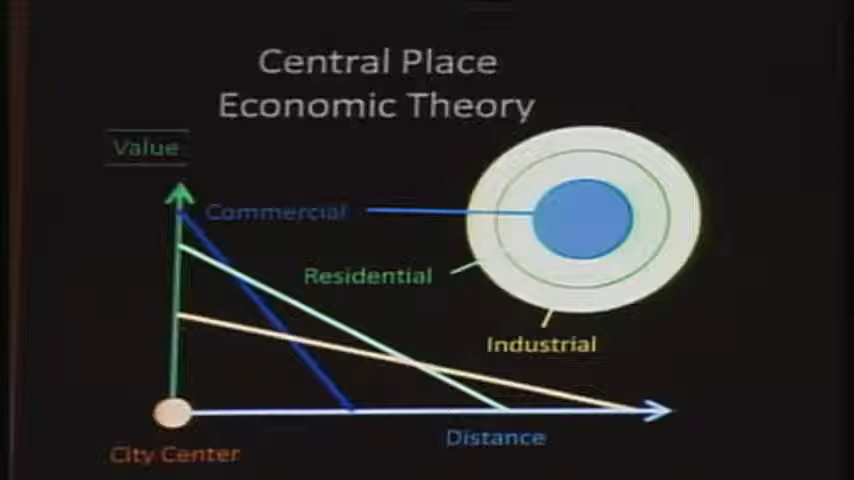 Central Place
Economic Theory
Value
Commercial
Residential
Industrial
Distance
City Center